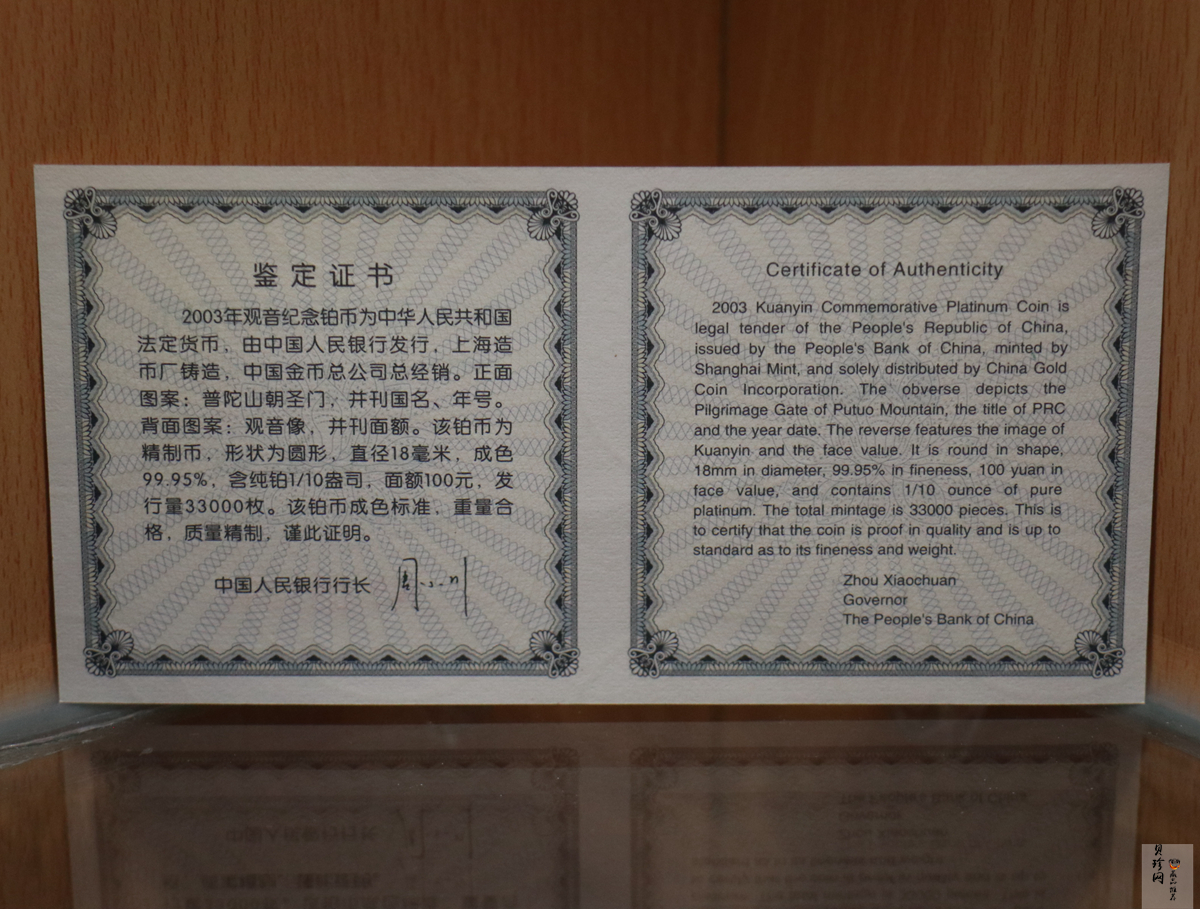 鉴定证书
2003年观音纪念铂币为中华人民共和国
法定货币，由中国人民银行发行，上海造
币厂铸造，中国金币总公司总经销。正面
图案：普陀山朝圣门，并刊国名、年号。
背面图案：观音像，并刊面额。该铂币为
精制币，形状为圆形，直径18毫米，成色
99.95%，含纯铂1/10盎司，面额100元，发
行量33000枚。该铂币成色标准，重量合
格，质量精制，谨此证明。
中国人民银行行长 周小川
Certificate of Authenticity
2003 Kuanyin Commemorative Platinum Coin is
legal tender of the People's Republic of China,
issued by the People's Bank of China, minted by
Shanghai Mint, and solely distributed by China Gold
Coin Incorporation. The obverse depicts the
Pilgrimage Gate of Putuo Mountain, the title of PRC
and the year date. The reverse features the image of
Kuanyin and the face value. It is round in shape,
18mm in diameter, 99.95% in fineness, 100 yuan in
face value, and contains 1/10 ounce of pure
platinum. The total mintage is 33000 pieces. This is
to certify that the coin is proof in quality and is up to
standard as to its fineness and weight.
Zhou Xiaochuan
Governor
The People's Bank of China
贝珍网